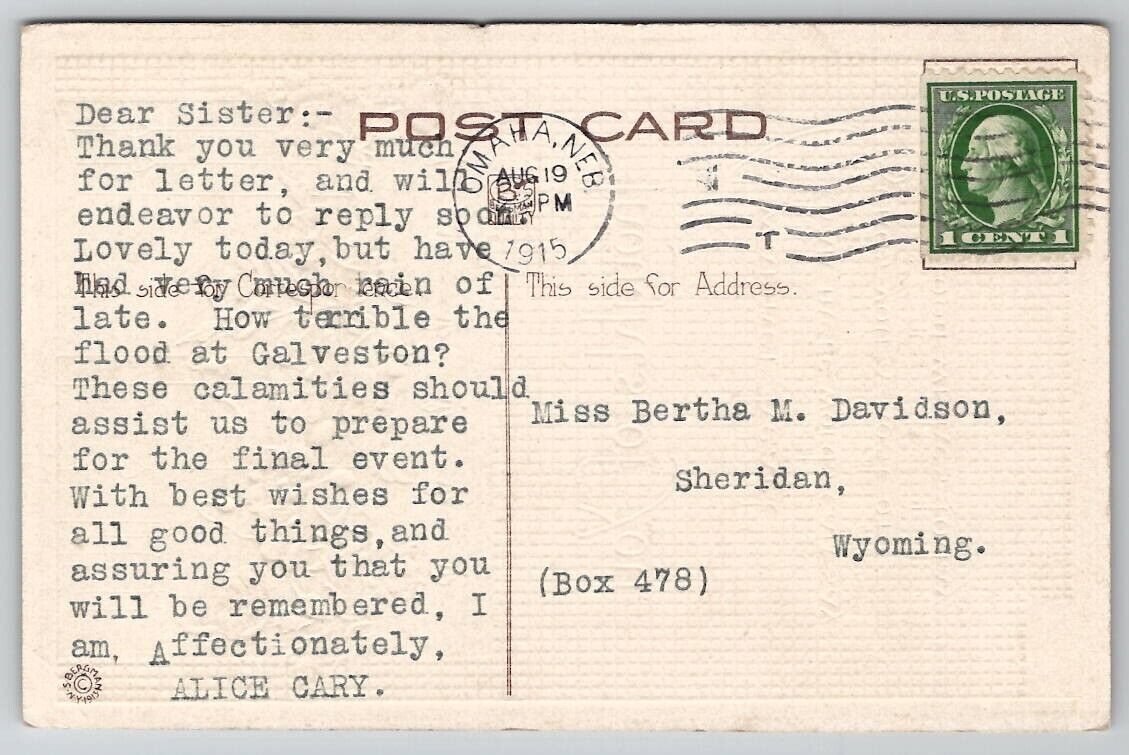 POST CARD
Dear Sister:-
Thank you very much
for letter, and will
endeavor to reply soon.
Lovely today,but have
had very much rain of
late.  How terrible the
flood at Galveston?
These calamities should
assist us to prepare
for the final event.
With best wishes for
all good things,and
assuring you that you
will be remembered, I
am, Affectionately,
ALICE CARY.
This side for Correspondence.
OMAHA, NEB
AUG 19
PM
1915
T
U.S. POSTAGE
1 CENT 1
This side for Address.
Miss Bertha M. Davidson,
Sheridan,
Wyoming.
(Box 478)
S. BERGMAN
©
N.Y. 1913